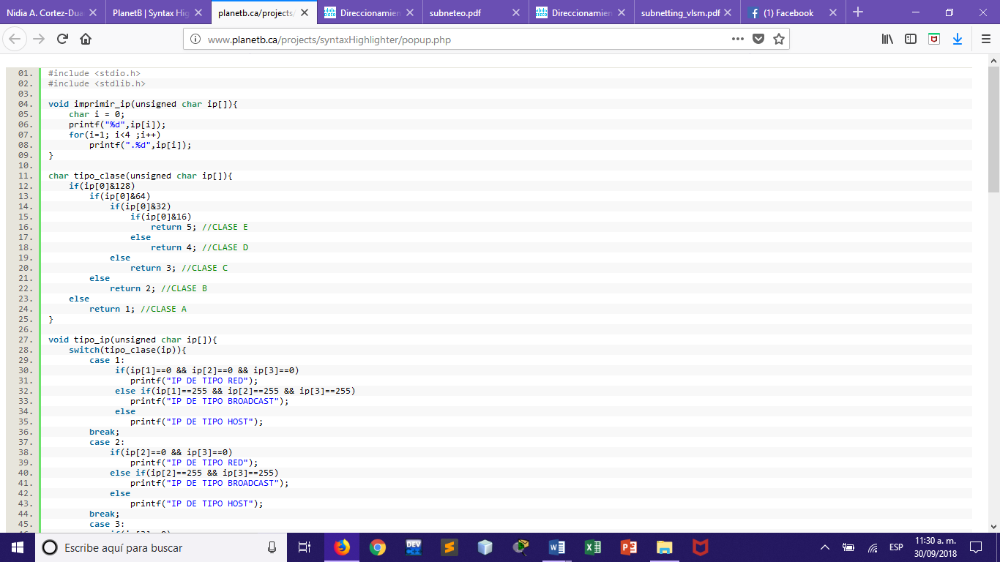 Nidia A. Cortez-Dua
PlanetB | Syntax Hig
planetb.ca/projects/
Direccionamien
subneteo.pdf
Direccionamien
subnetting_vlsm.pdf
(1) Facebook
www.planetb.ca/projects/syntaxHighlighter/popup.php
01. #include <stdio.h>
02. #include <stdlib.h>
03.
04. void imprimir_ip(unsigned char ip[]){
05.     char i = 0;
06.     printf("%d",ip[i]);
07.     for(i=1; i<4 ;i++)
08.         printf(".%d",ip[i]);
09. }
10.
11. char tipo_clase(unsigned char ip[]){
12.     if(ip[0]&128)
13.         if(ip[0]&64)
14.             if(ip[0]&32)
15.                 if(ip[0]&16)
16.                     return 5; //CLASE E
17.                 else
18.                     return 4; //CLASE D
19.             else
20.                 return 3; //CLASE C
21.         else
22.             return 2; //CLASE B
23.     else
24.         return 1; //CLASE A
25. }
26.
27. void tipo_ip(unsigned char ip[]){
28.     switch(tipo_clase(ip)){
29.         case 1:
30.              if(ip[1]==0 && ip[2]==0 && ip[3]==0)
31.                 printf("IP DE TIPO RED");
32.              else if(ip[1]==255 && ip[2]==255 && ip[3]==255)
33.                 printf("IP DE TIPO BROADCAST");
34.              else
35.                 printf("IP DE TIPO HOST");
36.         break;
37.         case 2:
38.             if(ip[2]==0 && ip[3]==0)
39.                 printf("IP DE TIPO RED");
40.             else if(ip[2]==255 && ip[3]==255)
41.                 printf("IP DE TIPO BROADCAST");
42.             else
43.                 printf("IP DE TIPO HOST");
44.         break;
45.         case 3:
Escribe aquí para buscar
DEV
ESP
11:30 a. m.
30/09/2018